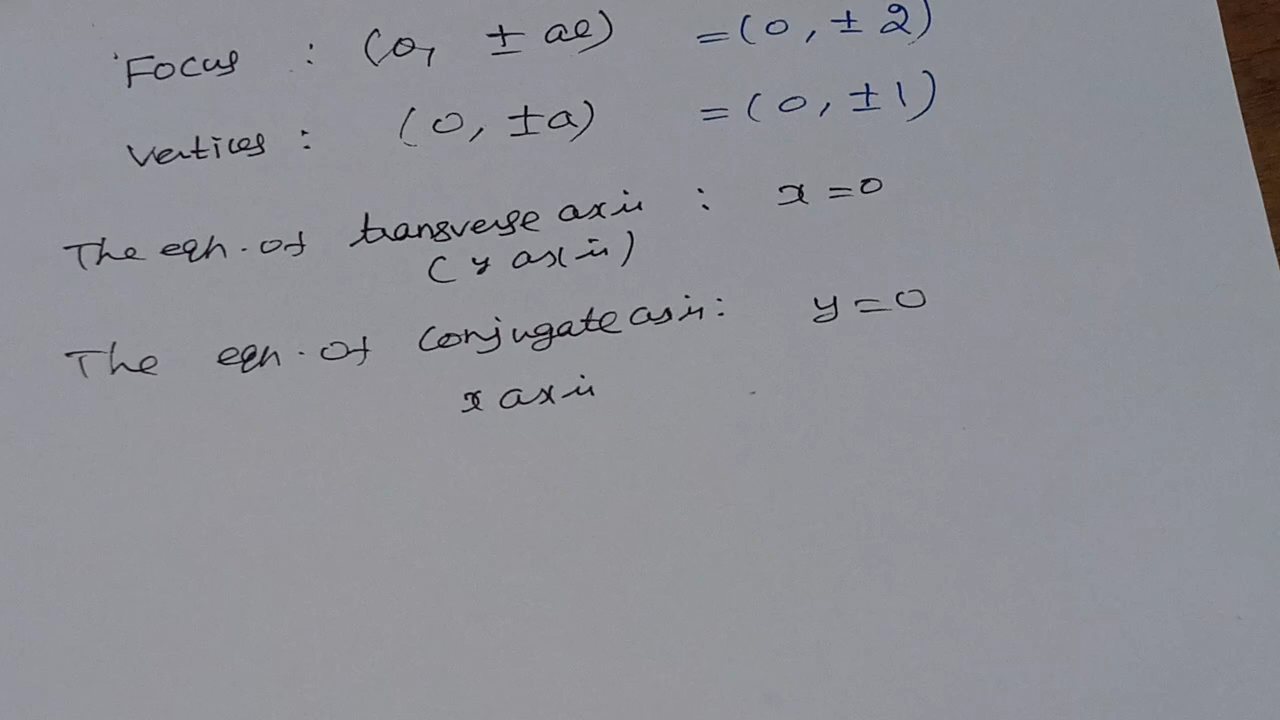 Focus : (0, ± ae) = (0, ± 2)
Vertices : (0, ±a) = (0, ±1)
The eqn. of transverse axis : x = 0
(y axis)
The eqn. of Conjugate axis : y = 0
x axis